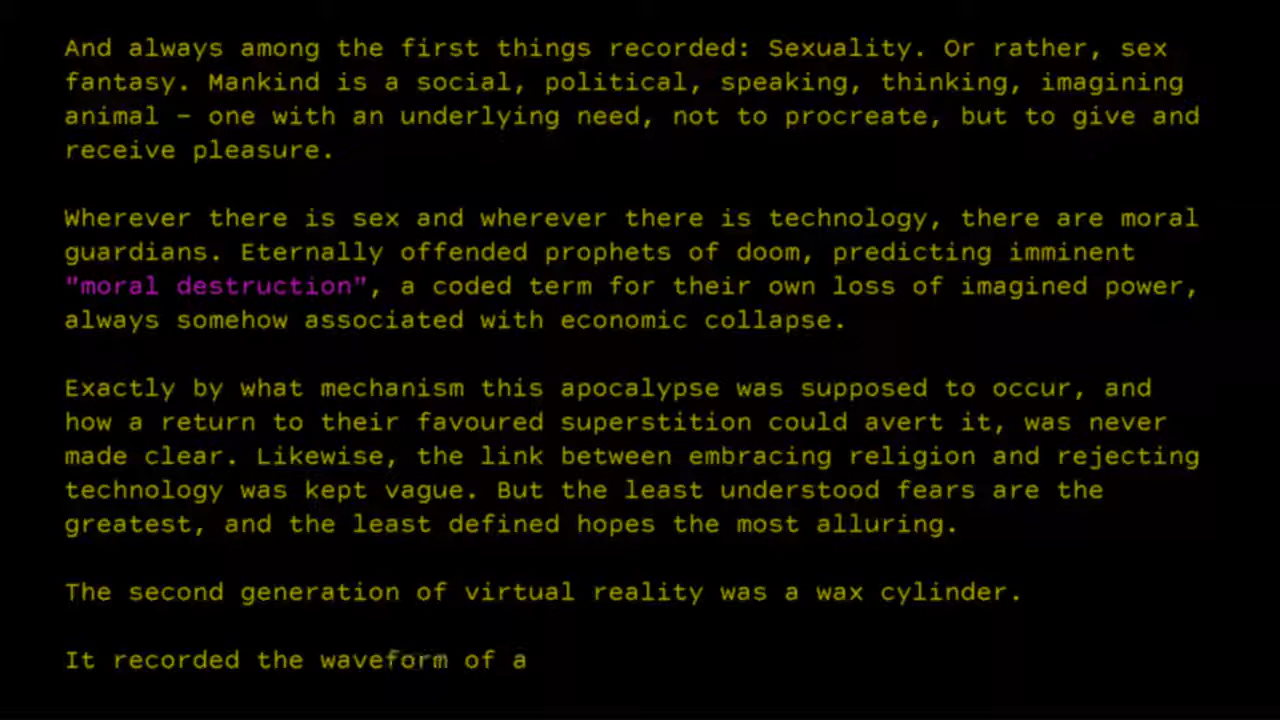 And always among the first things recorded: Sexuality. Or rather, sex
fantasy. Mankind is a social, political, speaking, thinking, imagining
animal – one with an underlying need, not to procreate, but to give and
receive pleasure.
Wherever there is sex and wherever there is technology, there are moral
guardians. Eternally offended prophets of doom, predicting imminent
"moral destruction", a coded term for their own loss of imagined power,
always somehow associated with economic collapse.
Exactly by what mechanism this apocalypse was supposed to occur, and
how a return to their favoured superstition could avert it, was never
made clear. Likewise, the link between embracing religion and rejecting
technology was kept vague. But the least understood fears are the
greatest, and the least defined hopes the most alluring.
The second generation of virtual reality was a wax cylinder.
It recorded the waveform of a